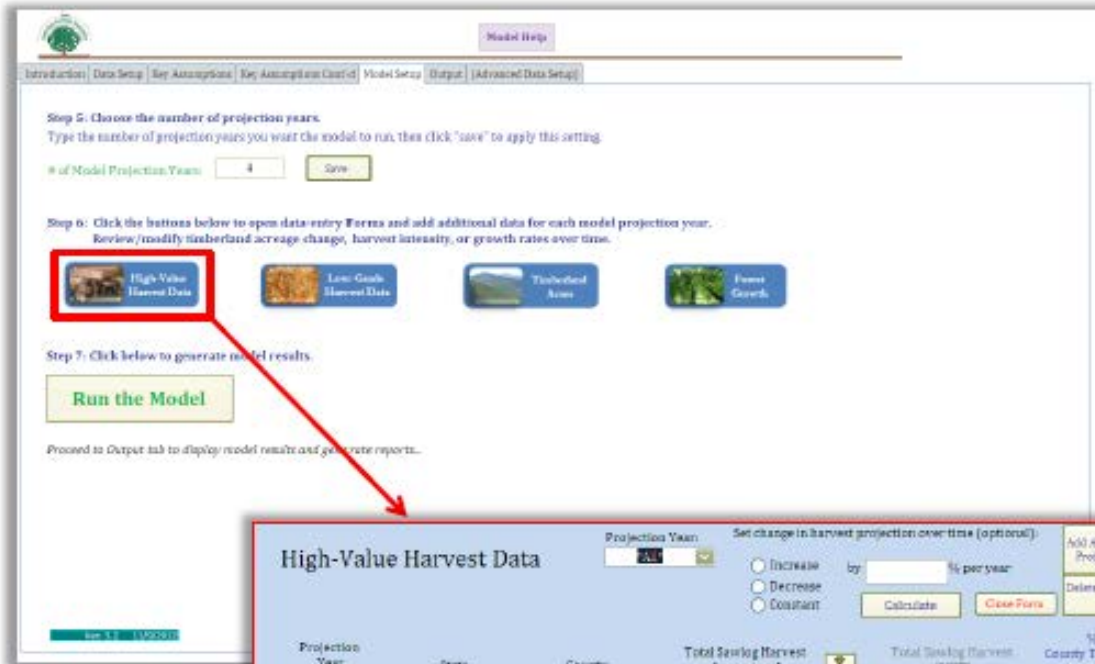 Model Help
Introduction Data Setup Key Assumptions Key Assumptions Cont'd Model Setup Output (Advanced Data Setup)
Step 5: Choose the number of projection years.
Type the number of projection years you want the model to run, then click "save" to apply this setting.
# of Model Projection Years: 4 Save
Step 6: Click the buttons below to open data-entry Forms and add additional data for each model projection year.
Review/modify timberland acreage change, harvest intensity, or growth rates over time.
High-Value Harvest Data
Low-Grade Harvest Data
Timberland Acres
Forest Growth
Step 7: Click below to generate model results.
Run the Model
Proceed to Output tab to display model results and generate reports...
High-Value Harvest Data
Projection Year:
"All"
Set change in harvest projection over time (optional):
Increase by % per year
Decrease
Constant
Calculate Close Form
Projection
Year State County
Total Sawlog Harvest
Total Sawlog Harvest
County